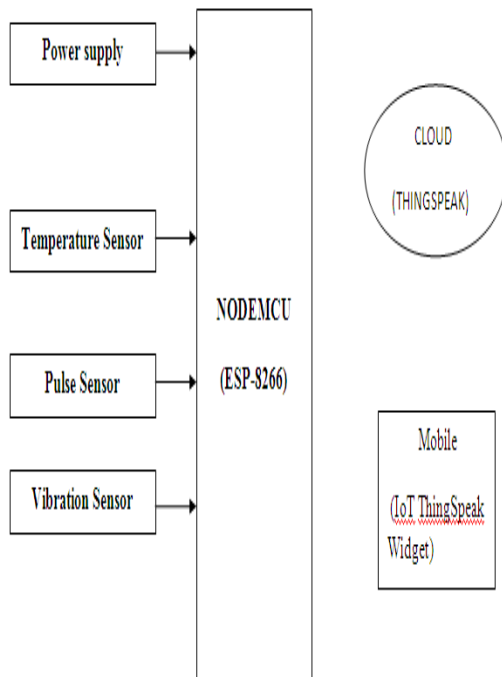 Power supply
Temperature Sensor
Pulse Sensor
Vibration Sensor
NODEMCU
(ESP-8266)
CLOUD
(THINGSPEAK)
Mobile
(IoT ThingSpeak
Widget)